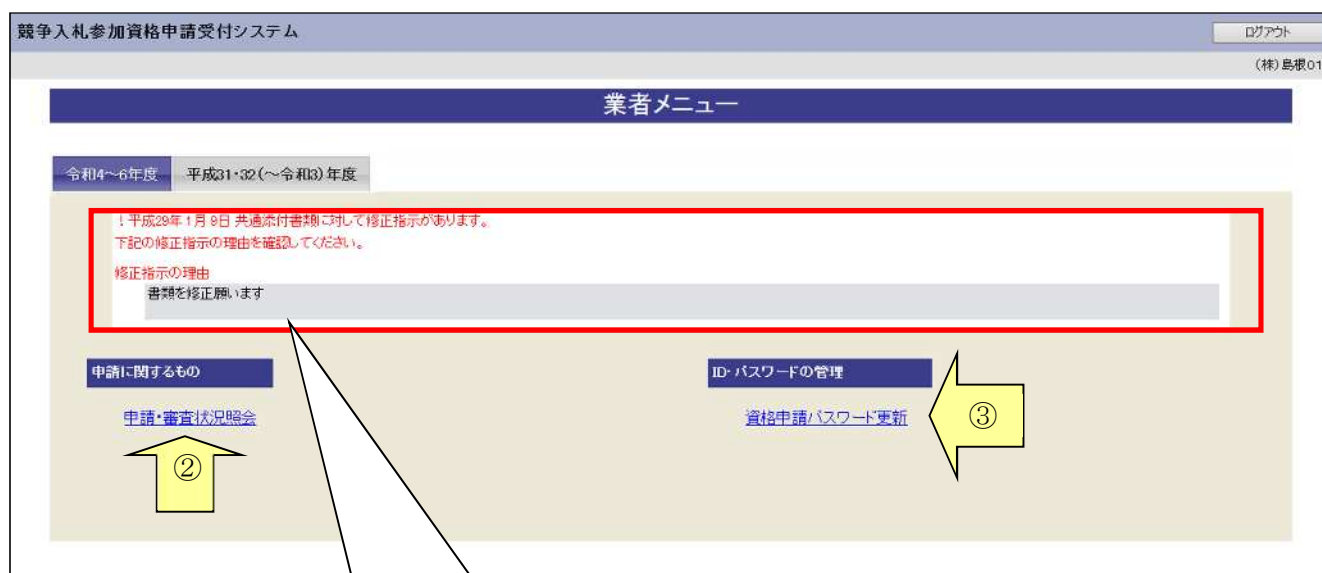 競争入札参加資格申請受付システム
ログアウト
(株)島根01
業者メニュー
令和4～6年度
平成31・32(～令和3)年度
！平成29年1月9日 共通添付書類に対して修正指示があります。
下記の修正指示の理由を確認してください。
修正指示の理由
書類を修正願います
申請に関するもの
ID・パスワードの管理
申請・審査状況照会
資格申請パスワード更新
③
②